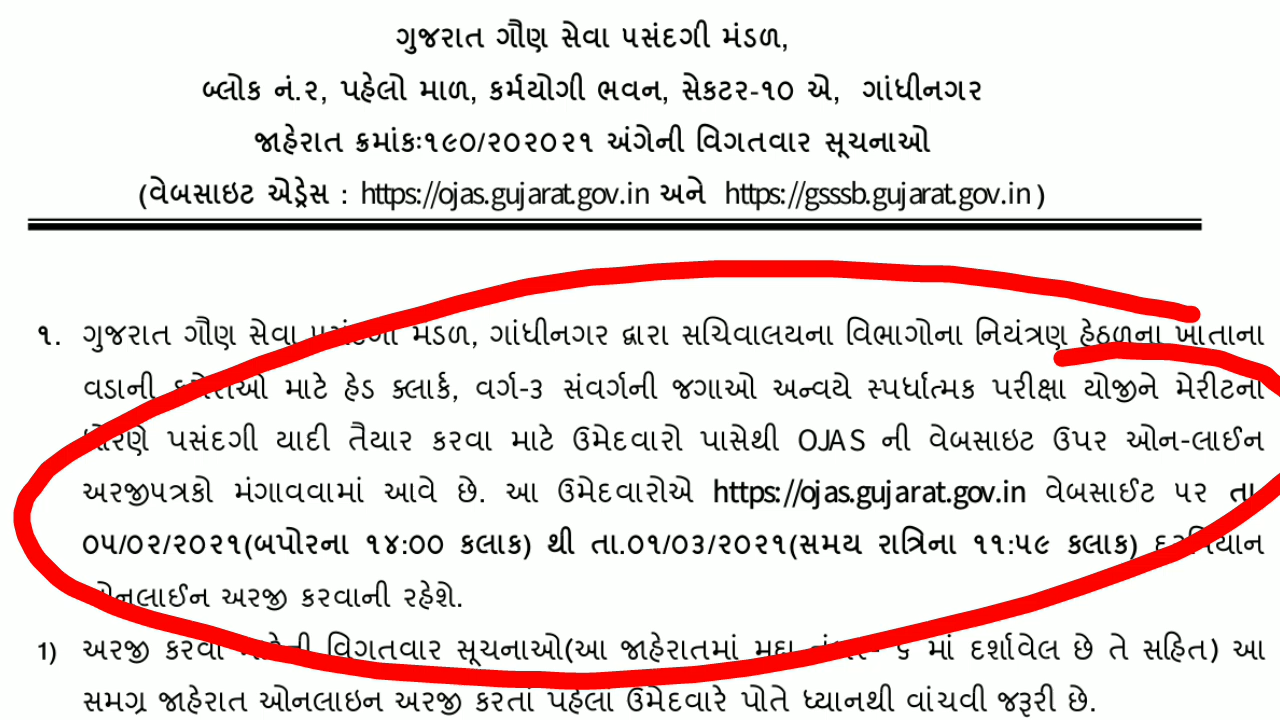 ગુજરાત ગૌણ સેવા પસંદગી મંડળ,
બ્લોક નં.૨, પહેલો માળ, કર્મયોગી ભવન, સેકટર-૧૦ એ, ગાંધીનગર
જાહેરાત ક્રમાંકઃ૧૯૦/૨૦૨૦૨૧ અંગેની વિગતવાર સૂચનાઓ
(વેબસાઇટ એડ્રેસ : https://ojas.gujarat.gov.in અને https://gsssb.gujarat.gov.in )
૧. ગુજરાત ગૌણ સેવા પસંદગી મંડળ, ગાંધીનગર દ્વારા સચિવાલયના વિભાગોના નિયંત્રણ હેઠળના ખાતાના
વડાની કચેરીઓ માટે હેડ ક્લાર્ક, વર્ગ-૩ સંવર્ગની જગાઓ અન્વયે સ્પર્ધાત્મક પરીક્ષા યોજીને મેરીટના
ધોરણે પસંદગી યાદી તૈયાર કરવા માટે ઉમેદવારો પાસેથી OJAS ની વેબસાઇટ ઉપર ઓન-લાઈન
અરજીપત્રકો મંગાવવામાં આવે છે. આ ઉમેદવારોએ https://ojas.gujarat.gov.in વેબસાઈટ પર તા.
૦૫/૦૨/૨૦૨૧(બપોરના ૧૪:૦૦ કલાક) થી તા.૦૧/૦૩/૨૦૨૧(સમય રાત્રિના ૧૧:૫૯ કલાક) દરમિયાન
ઓનલાઈન અરજી કરવાની રહેશે.
1) અરજી કરવા માટેની વિગતવાર સૂચનાઓ(આ જાહેરાતમાં મુદ્દા નંબર- ૬ માં દર્શાવેલ છે તે સહિત) આ
સમગ્ર જાહેરાત ઓનલાઇન અરજી કરતાં પહેલાં ઉમેદવારે પોતે ધ્યાનથી વાંચવી જરૂરી છે.